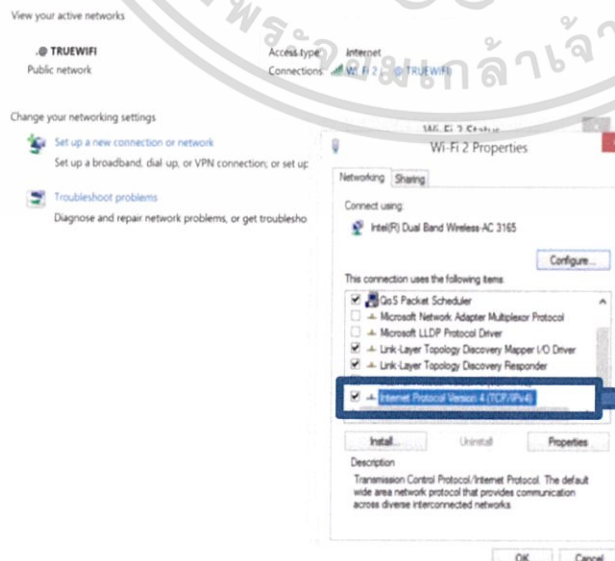 View your active networks
.@ TRUEWIFI
Access type: Internet
Public network
Connections: Wi-Fi 2 (.@ TRUEWIFI)
Change your networking settings
Set up a new connection or network
Set up a broadband, dial-up, or VPN connection; or set up
Troubleshoot problems
Diagnose and repair network problems, or get troublesho
Wi-Fi 2 Status
Wi-Fi 2 Properties
Networking Sharing
Connect using:
Intel(R) Dual Band Wireless-AC 3165
Configure...
This connection uses the following items:
QoS Packet Scheduler
Microsoft Network Adapter Multiplexor Protocol
Microsoft LLDP Protocol Driver
Link-Layer Topology Discovery Mapper I/O Driver
Link-Layer Topology Discovery Responder
Internet Protocol Version 4 (TCP/IPv4)
Install... Uninstall Properties
Description
Transmission Control Protocol/Internet Protocol. The default
wide area network protocol that provides communication
across diverse interconnected networks.
OK Cancel